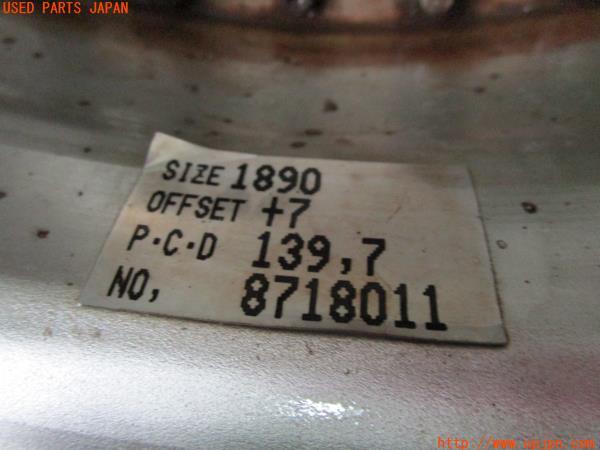 USED PARTS JAPAN
SIZE 1890
OFFSET +7
P·C·D 139,7
NO, 8718011